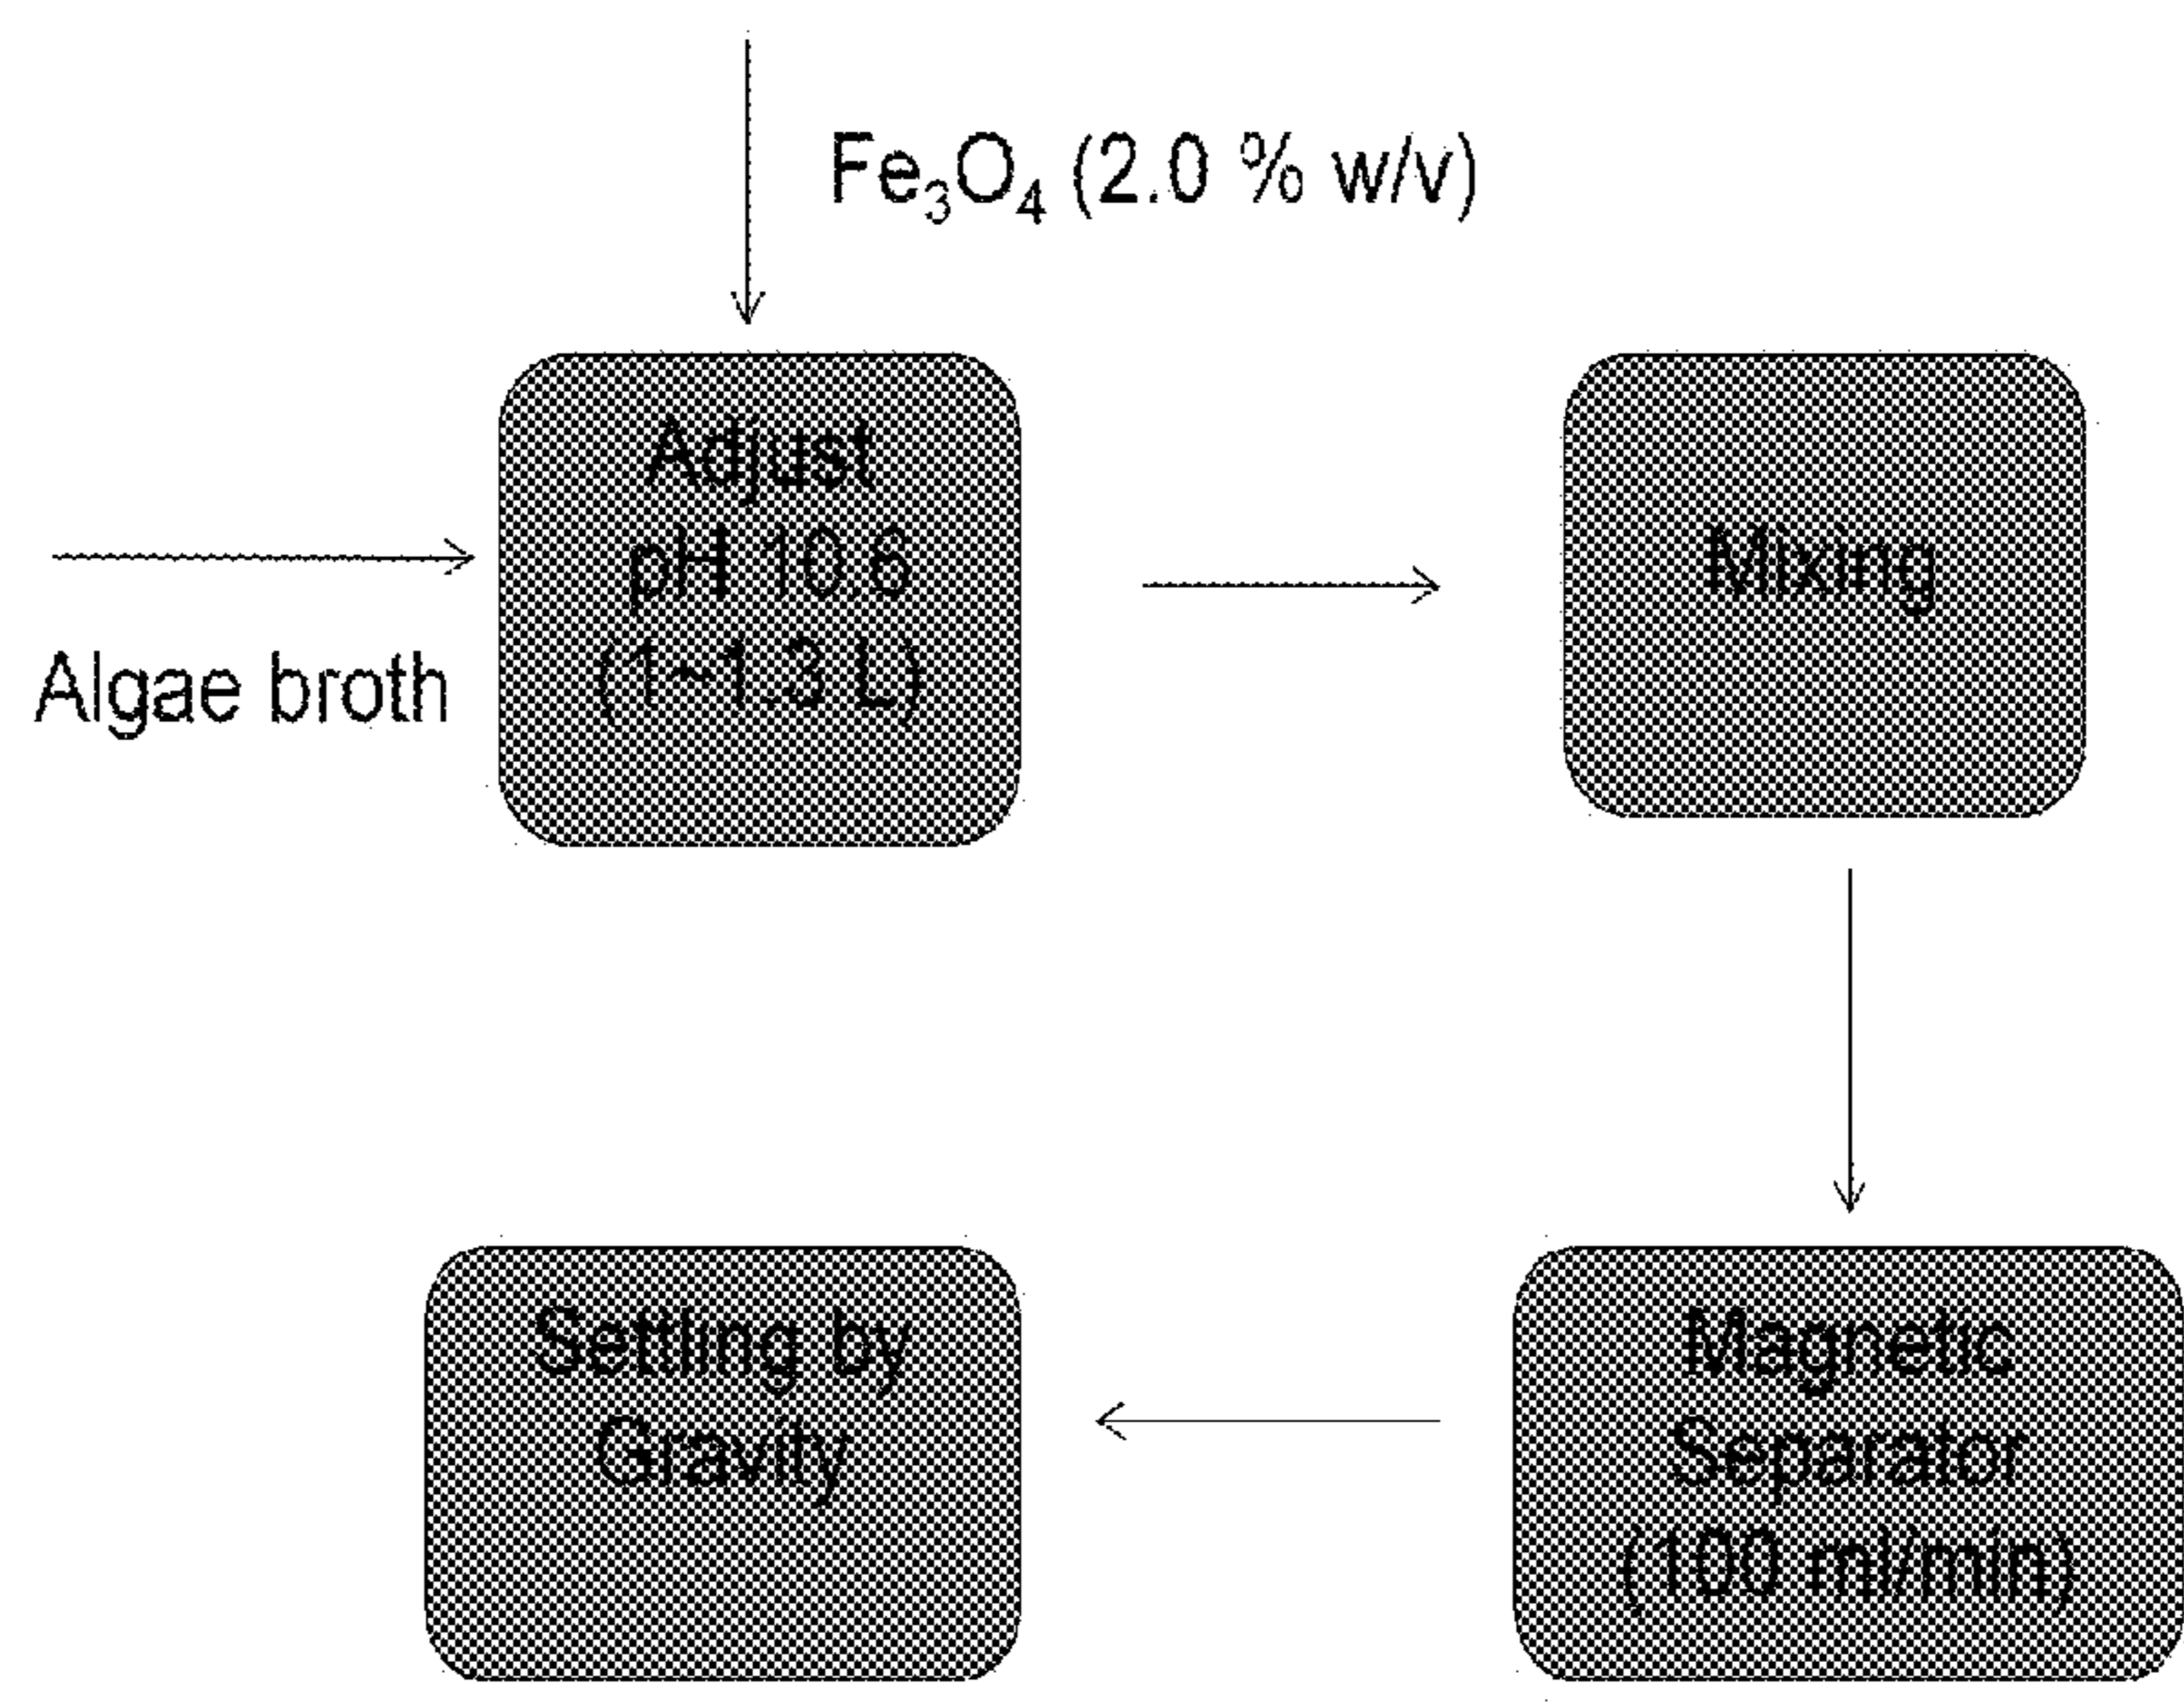 Fe₃O₄ (2.0 % w/v)
Algae broth
Adjust
pH 10.6
(1~1.3 L)
Mixing
Settling by
Gravity
Magnetic
Separator
(100 ml/min)